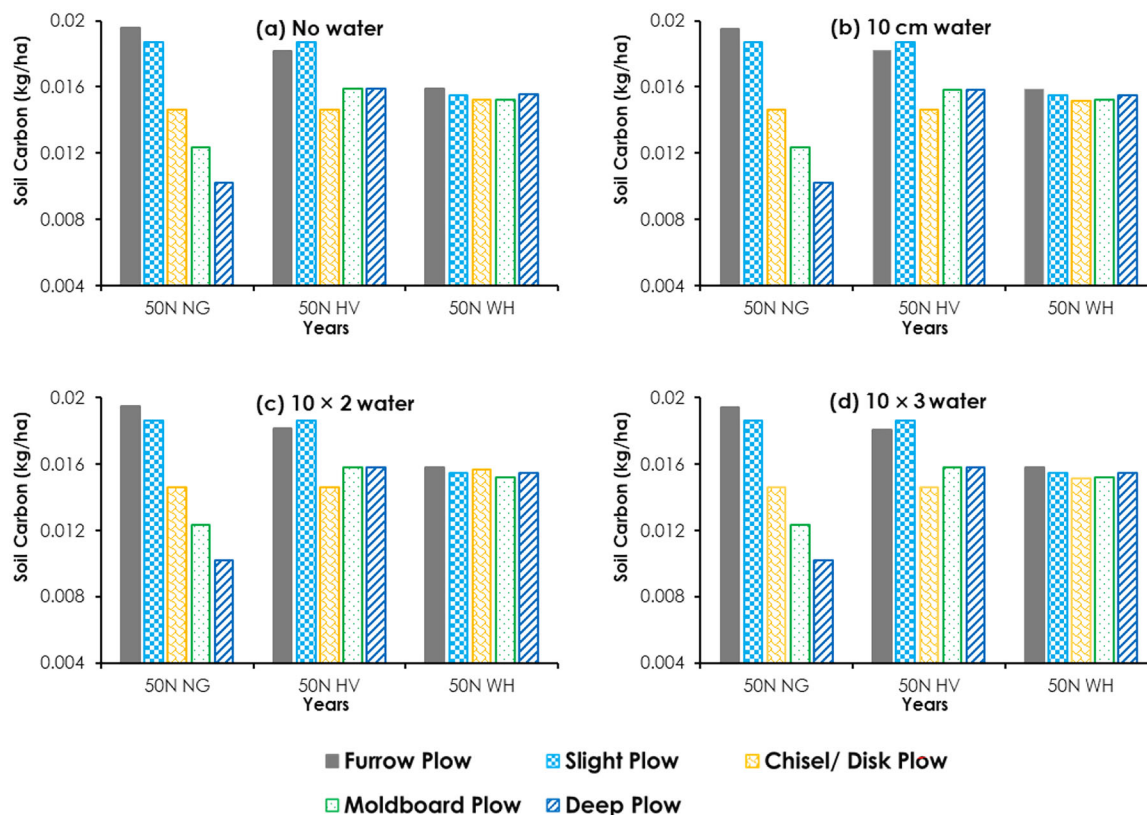 (a) No water
Soil Carbon (kg/ha)
0.02
0.016
0.012
0.008
0.004
50N NG 50N HV 50N WH
Years
(b) 10 cm water
Soil Carbon (kg/ha)
0.02
0.016
0.012
0.008
0.004
50N NG 50N HV 50N WH
Years
(c) 10 × 2 water
Soil Carbon (kg/ha)
0.02
0.016
0.012
0.008
0.004
50N NG 50N HV 50N WH
Years
(d) 10 × 3 water
Soil Carbon (kg/ha)
0.02
0.016
0.012
0.008
0.004
50N NG 50N HV 50N WH
Years
Furrow Plow Slight Plow Chisel/ Disk Plow
Moldboard Plow Deep Plow